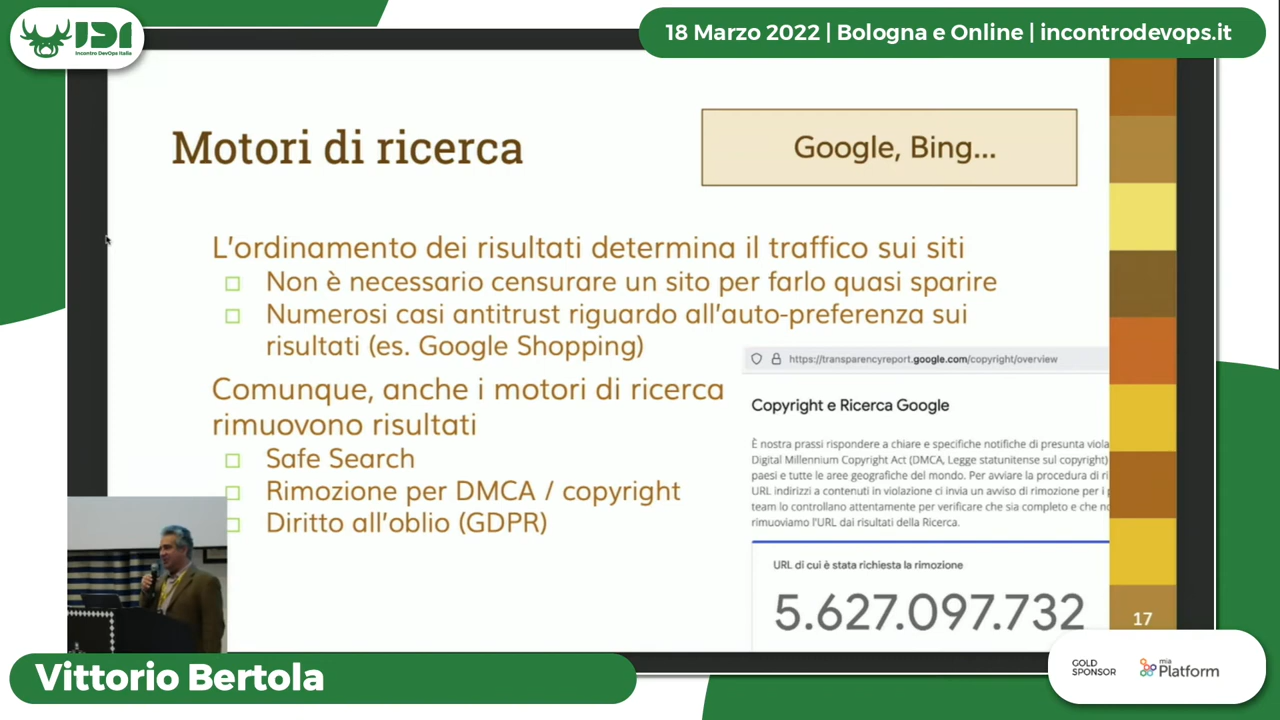 IDI
Incontro DevOps Italia
18 Marzo 2022 | Bologna e Online | incontrodevops.it
Motori di ricerca
Google, Bing...
L'ordinamento dei risultati determina il traffico sui siti
Non è necessario censurare un sito per farlo quasi sparire
Numerosi casi antitrust riguardo all'auto-preferenza sui
risultati (es. Google Shopping)
Comunque, anche i motori di ricerca
rimuovono risultati
Safe Search
Rimozione per DMCA / copyright
Diritto all'oblio (GDPR)
https://transparencyreport.google.com/copyright/overview
Copyright e Ricerca Google
È nostra prassi rispondere a chiare e specifiche notifiche di presunta viola
Digital Millennium Copyright Act (DMCA, Legge statunitense sul copyright)
paesi e tutte le aree geografiche del mondo. Per avviare la procedura di ri
URL indirizzi a contenuti in violazione ci invia un avviso di rimozione per i p
team lo controllano attentamente per verificare che sia completo e che no
rimuoviamo l'URL dai risultati della Ricerca.
URL di cui è stata richiesta la rimozione
5.627.097.732
17
Vittorio Bertola
GOLD
SPONSOR
mia
Platform